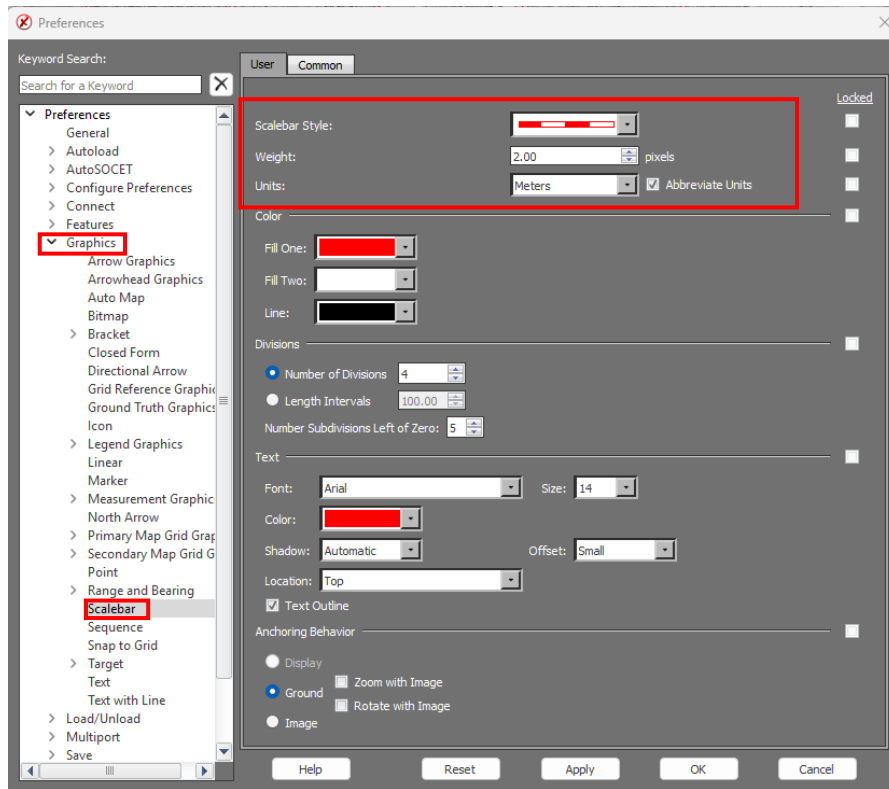 Preferences
Keyword Search:
Search for a Keyword
Preferences
General
Autoload
AutoSOCET
Configure Preferences
Connect
Features
Graphics
Arrow Graphics
Arrowhead Graphics
Auto Map
Bitmap
Bracket
Closed Form
Directional Arrow
Grid Reference Graphic
Ground Truth Graphics
Icon
Legend Graphics
Linear
Marker
Measurement Graphic
North Arrow
Primary Map Grid Grap
Secondary Map Grid G
Point
Range and Bearing
Scalebar
Sequence
Snap to Grid
Target
Text
Text with Line
Load/Unload
Multiport
Save
User Common
Locked
Scalebar Style:
Weight: 2.00 pixels
Units: Meters Abbreviate Units
Color
Fill One:
Fill Two:
Line:
Divisions
Number of Divisions 4
Length Intervals 100.00
Number Subdivisions Left of Zero: 5
Text
Font: Arial Size: 14
Color:
Shadow: Automatic Offset: Small
Location: Top
Text Outline
Anchoring Behavior
Display
Ground Zoom with Image
Rotate with Image
Image
Help Reset Apply OK Cancel